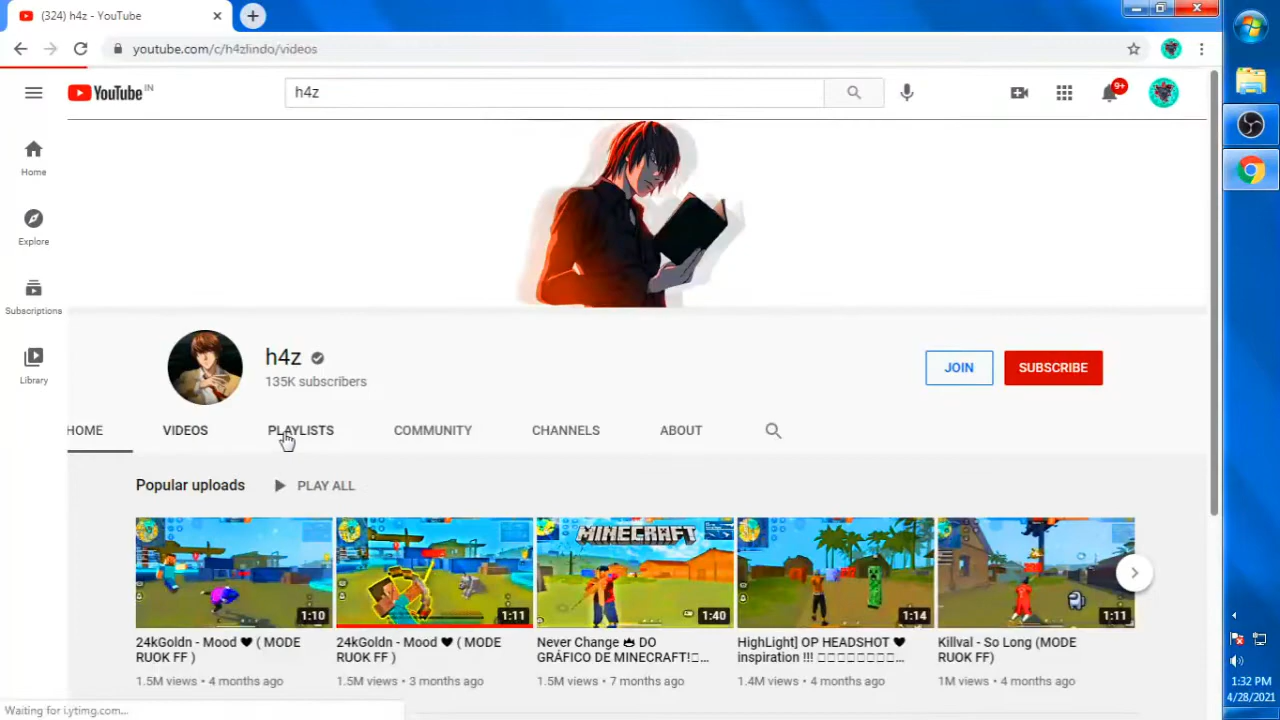 (324) h4z - YouTube
youtube.com/c/h4zlindo/videos
YouTube IN
h4z
9+
Home
Explore
Subscriptions
Library
h4z
135K subscribers
JOIN
SUBSCRIBE
HOME
VIDEOS
PLAYLISTS
COMMUNITY
CHANNELS
ABOUT
Popular uploads
PLAY ALL
MINECRAFT
1:10
1:11
1:40
1:14
1:11
24kGoldn - Mood ❤ ( MODE
RUOK FF )
1.5M views • 4 months ago
24kGoldn - Mood ❤ ( MODE
RUOK FF )
1.5M views • 3 months ago
Never Change DO
GRÁFICO DE MINECRAFT!...
1.5M views • 7 months ago
HighLight] OP HEADSHOT ❤
inspiration !!! ...
1.4M views • 4 months ago
Killval - So Long (MODE
RUOK FF)
1M views • 4 months ago
Waiting for i.ytimg.com...
1:32 PM
4/28/2021